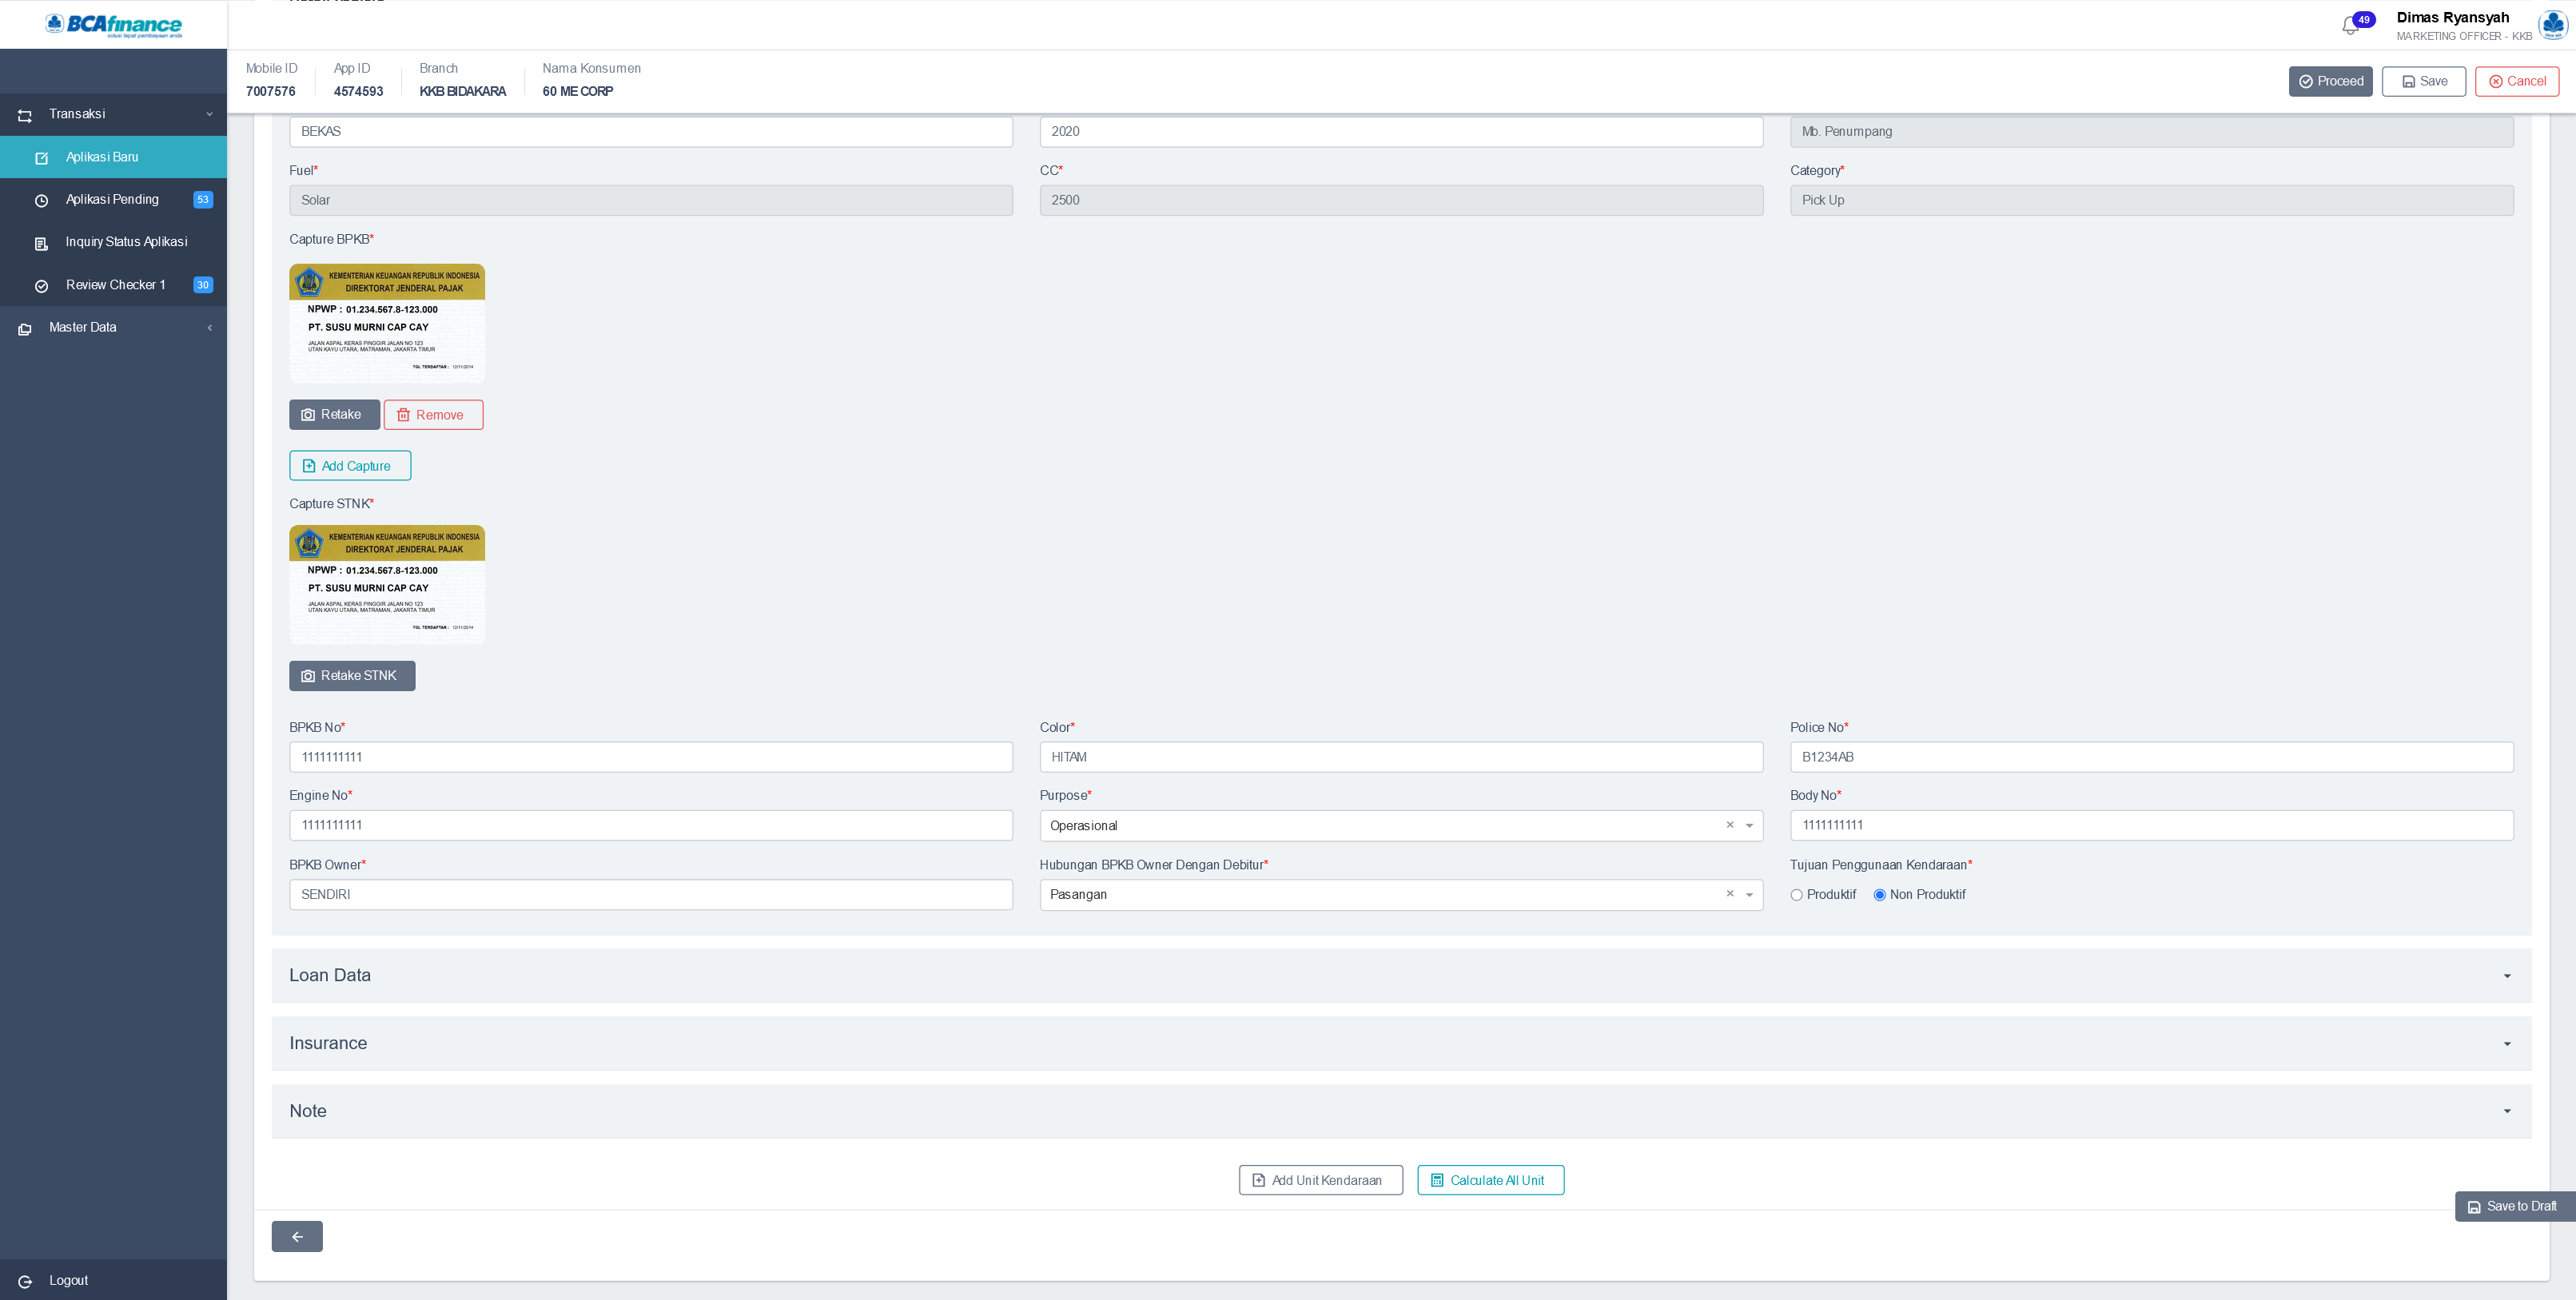 BCAfinance
solusi tepat pembiayaan anda
49
Dimas Ryansyah
MARKETING OFFICER - KKB
Mobile ID
7007576
App ID
4574593
Branch
KKB BIDAKARA
Nama Konsumen
60 ME CORP
Proceed
Save
Cancel
Transaksi
Aplikasi Baru
Aplikasi Pending 53
Inquiry Status Aplikasi
Review Checker 1 30
Master Data
Logout
BEKAS
2020
Mb. Penumpang
Fuel*
CC*
Category*
Solar
2500
Pick Up
Capture BPKB*
KEMENTERIAN KEUANGAN REPUBLIK INDONESIA
DIREKTORAT JENDERAL PAJAK
NPWP : 01.234.567.8-123.000
PT. SUSU MURNI CAP CAY
JALAN ASPAL KERAS PINGGIR JALAN NO 123
UTAN KAYU UTARA, MATRAMAN, JAKARTA TIMUR
TGL TERDAFTAR : 12/11/2014
Retake
Remove
Add Capture
Capture STNK*
KEMENTERIAN KEUANGAN REPUBLIK INDONESIA
DIREKTORAT JENDERAL PAJAK
NPWP : 01.234.567.8-123.000
PT. SUSU MURNI CAP CAY
JALAN ASPAL KERAS PINGGIR JALAN NO 123
UTAN KAYU UTARA, MATRAMAN, JAKARTA TIMUR
TGL TERDAFTAR : 12/11/2014
Retake STNK
BPKB No*
Color*
Police No*
1111111111
HITAM
B1234AB
Engine No*
Purpose*
Body No*
1111111111
Operasional
1111111111
BPKB Owner*
Hubungan BPKB Owner Dengan Debitur*
Tujuan Penggunaan Kendaraan*
SENDIRI
Pasangan
Produktif
Non Produktif
Loan Data
Insurance
Note
Add Unit Kendaraan
Calculate All Unit
Save to Draft